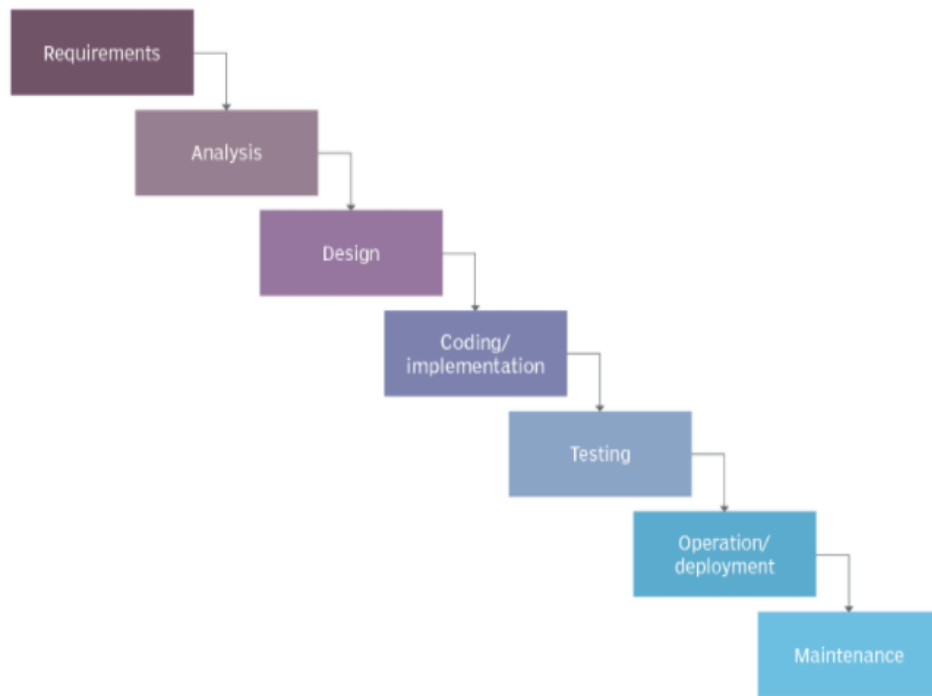 Requirements
Analysis
Design
Coding/
implementation
Testing
Operation/
deployment
Maintenance